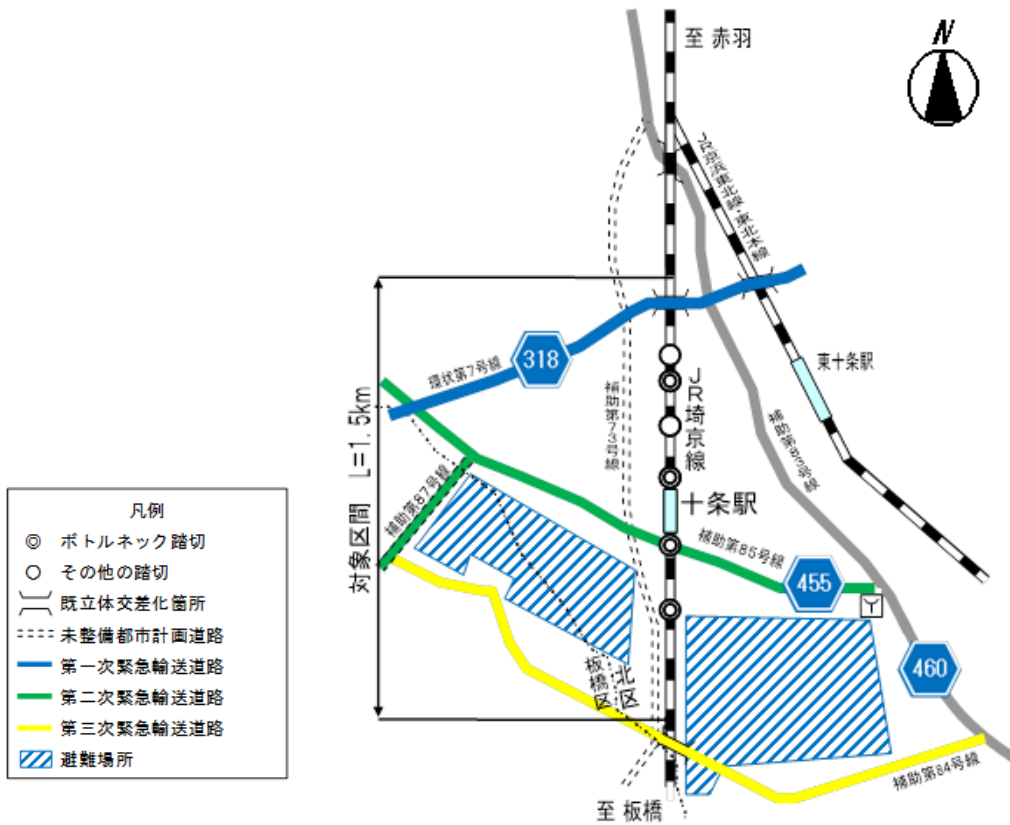 至 赤羽
N
JR京浜東北線・東北本線
318
環状第7号線
東十条駅
JR埼京線
補助第73号線
補助第83号線
対象区間 L=1.5km
補助第87号線
十条駅
補助第85号線
455
凡例
ボトルネック踏切
その他の踏切
既立体交差化箇所
未整備都市計画道路
第一次緊急輸送道路
第二次緊急輸送道路
第三次緊急輸送道路
避難場所
Y
460
板橋区
北区
補助第84号線
至 板橋